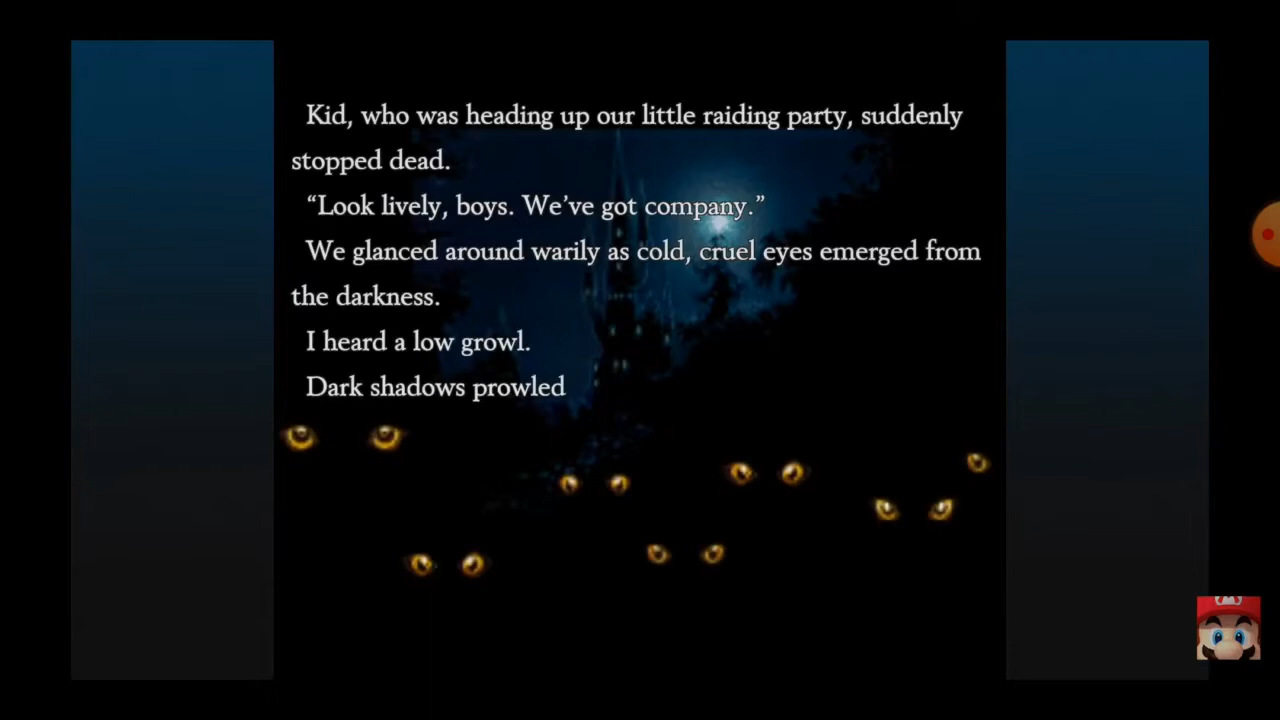 Kid, who was heading up our little raiding party, suddenly
stopped dead.
“Look lively, boys. We’ve got company.”
We glanced around warily as cold, cruel eyes emerged from
the darkness.
I heard a low growl.
Dark shadows prowled